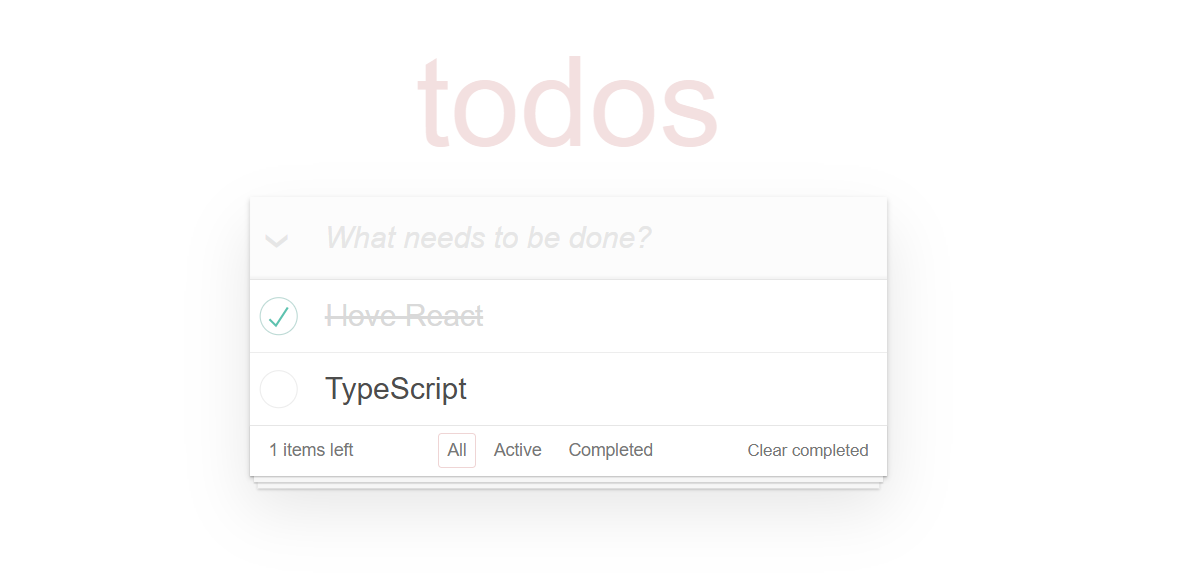 todos
What needs to be done?
I love React
TypeScript
1 items left All Active Completed Clear completed